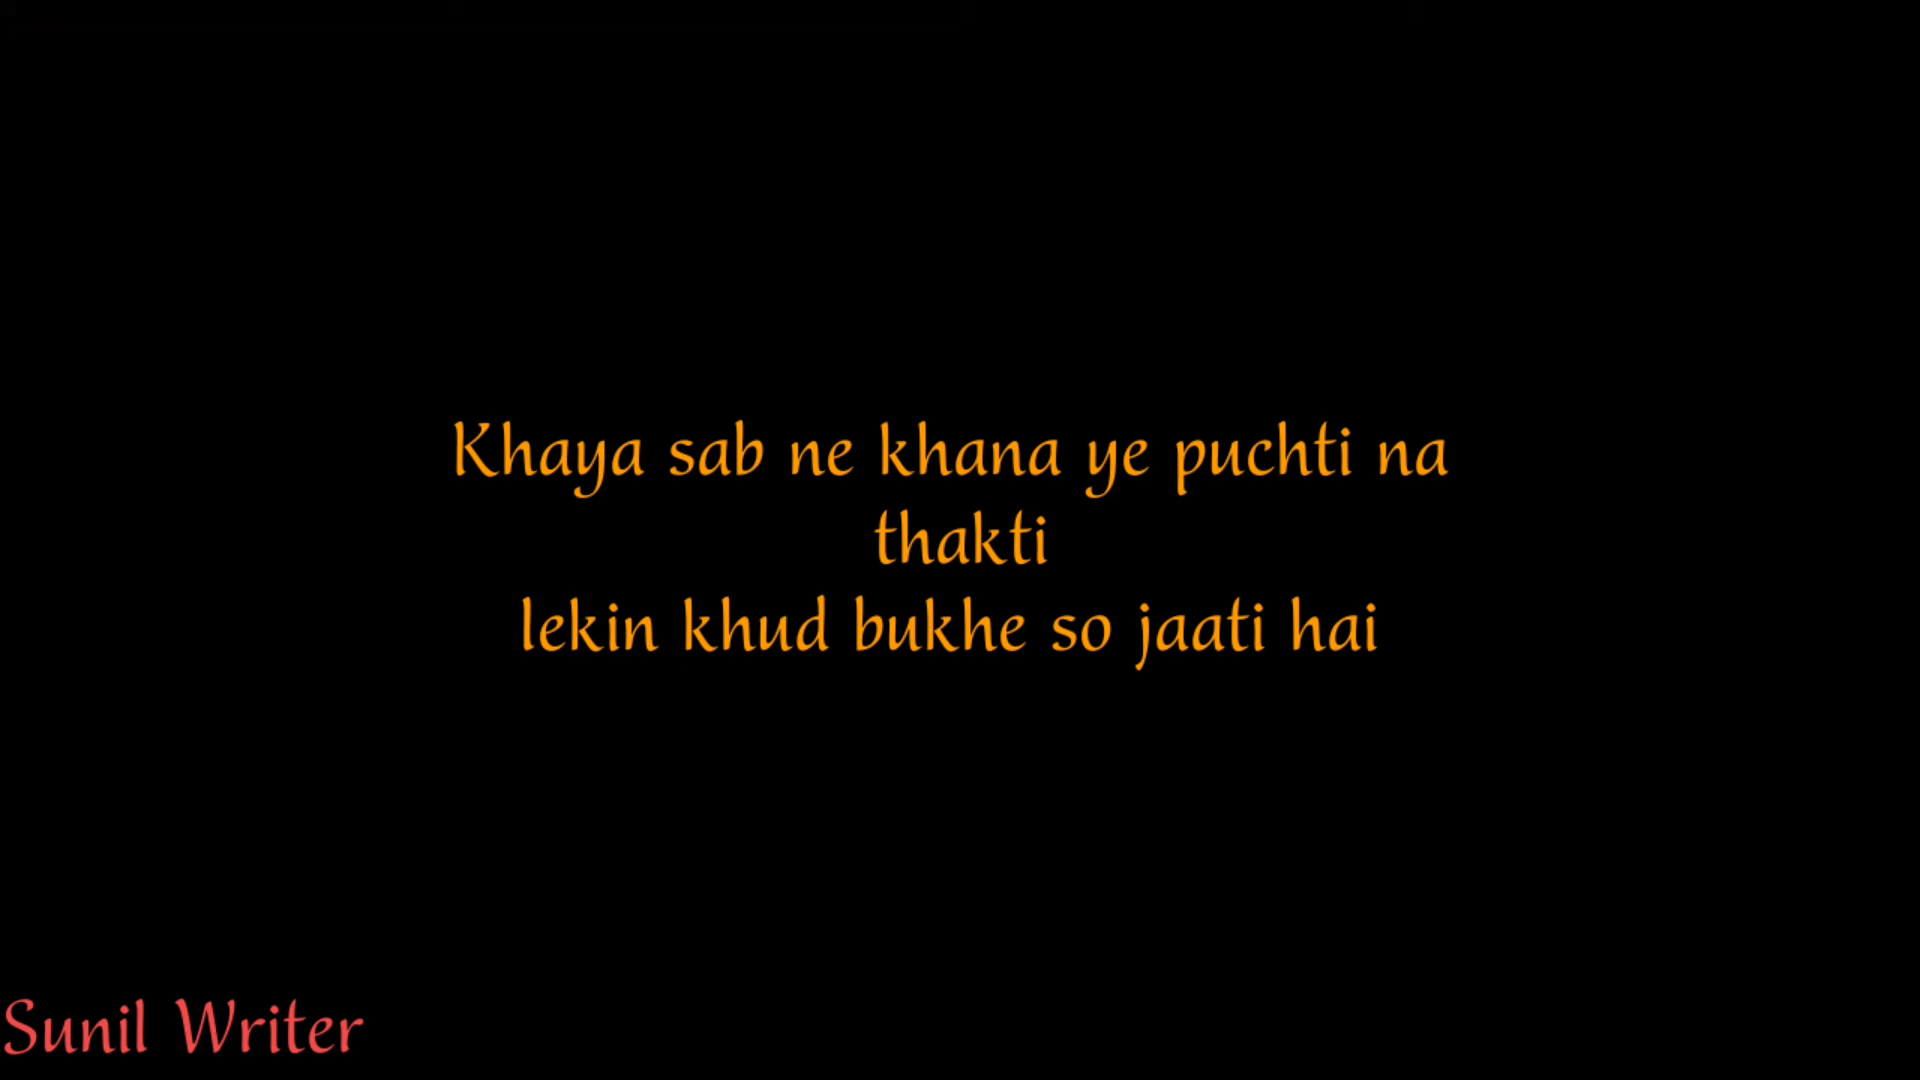 Khaya sab ne khana ye puchti na
thakti
lekin khud bukhe so jaati hai
Sunil Writer